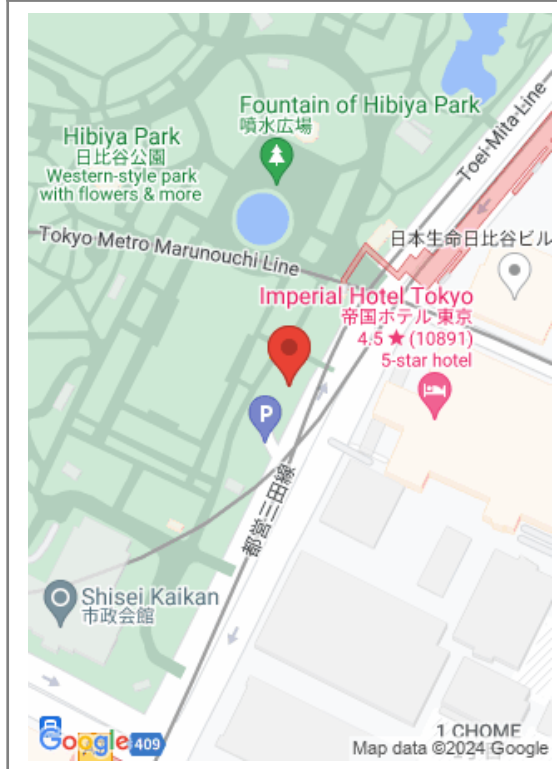 Fountain of Hibiya Park
噴水広場
Hibiya Park
日比谷公園
Western-style park
with flowers & more
Toei-Mita-Line
Tokyo Metro Marunouchi Line
日本生命日比谷ビル
Imperial Hotel Tokyo
帝国ホテル 東京
4.5 ★ (10891)
5-star hotel
P
都営三田線
Shisei Kaikan
市政会館
Google
409
1 CHOME
Map data ©2024 Google